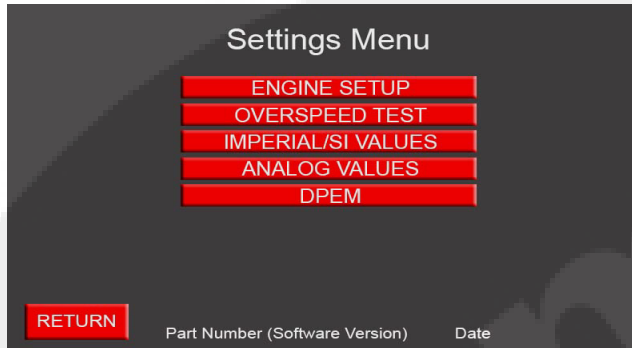 Settings Menu
ENGINE SETUP
OVERSPEED TEST
IMPERIAL/SI VALUES
ANALOG VALUES
DPEM
RETURN
Part Number (Software Version) Date